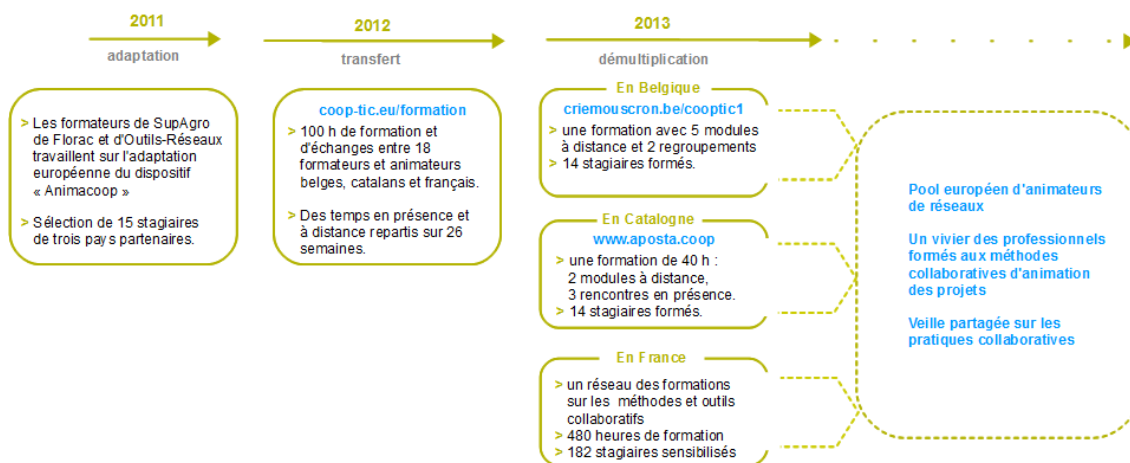 2011
adaptation
> Les formateurs de SupAgro
de Florac et d'Outils-Réseaux
travaillent sur l'adaptation
européenne du dispositif
« Animacoop »
> Sélection de 15 stagiaires
de trois pays partenaires.
2012
transfert
coop-tic.eu/formation
> 100 h de formation et
d'échanges entre 18
formateurs et animateurs
belges, catalans et français.
> Des temps en présence et
à distance repartis sur 26
semaines.
2013
démultiplication
En Belgique
criemouscron.be/cooptic1
> une formation avec 5 modules
à distance et 2 regroupements
> 14 stagiaires formés.
En Catalogne
www.aposta.coop
> une formation de 40 h :
2 modules à distance,
3 rencontres en présence.
> 14 stagiaires formés.
En France
> un réseau des formations
sur les méthodes et outils
collaboratifs
> 480 heures de formation
> 182 stagiaires sensibilisés
Pool européen d'animateurs
de réseaux
Un vivier des professionnels
formés aux méthodes
collaboratives d'animation
des projets
Veille partagée sur les
pratiques collaboratives